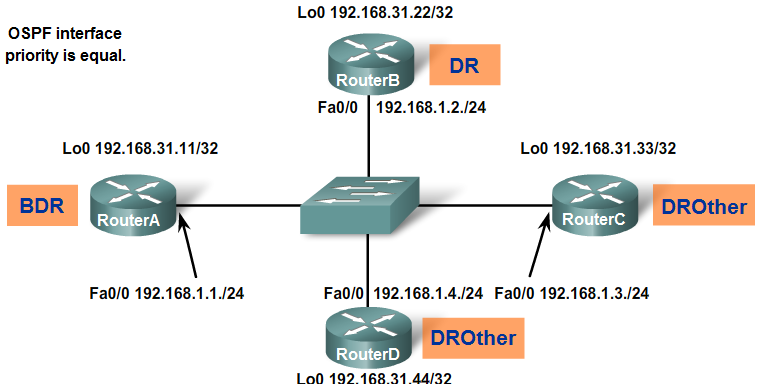 Lo0 192.168.31.22/32
OSPF interface
priority is equal.
RouterB
DR
Fa0/0 192.168.1.2./24
Lo0 192.168.31.11/32
Lo0 192.168.31.33/32
BDR
RouterA
RouterC
DROther
Fa0/0 192.168.1.1./24
Fa0/0 192.168.1.4./24
Fa0/0 192.168.1.3./24
RouterD
DROther
Lo0 192.168.31.44/32